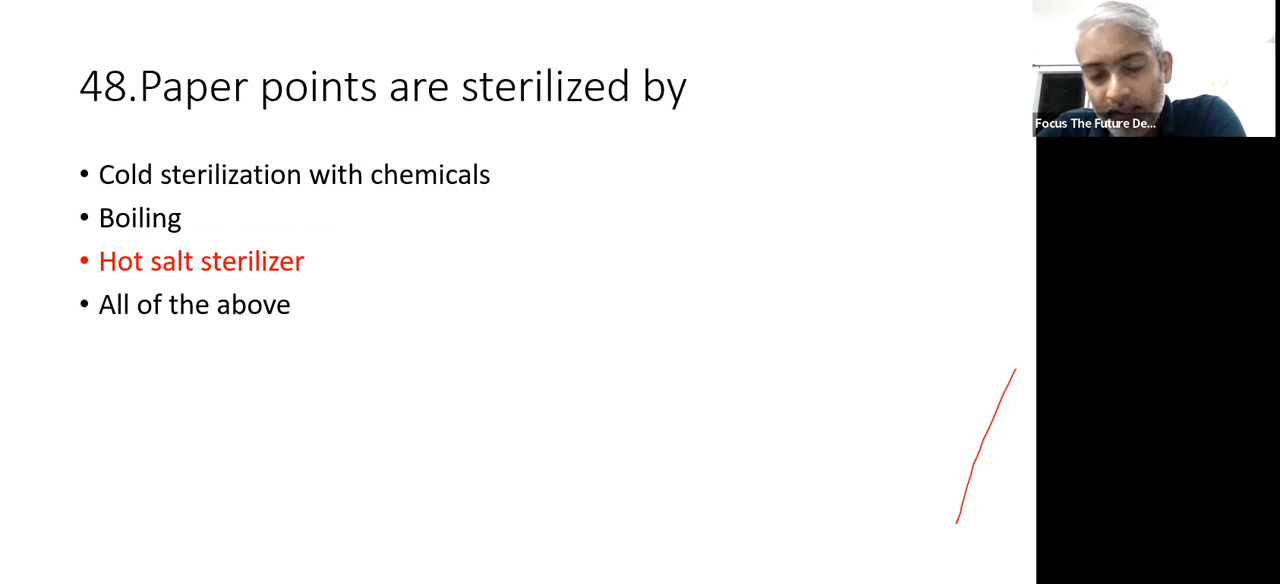 48.Paper points are sterilized by
• Cold sterilization with chemicals
• Boiling
• Hot salt sterilizer
• All of the above
Focus The Future De...